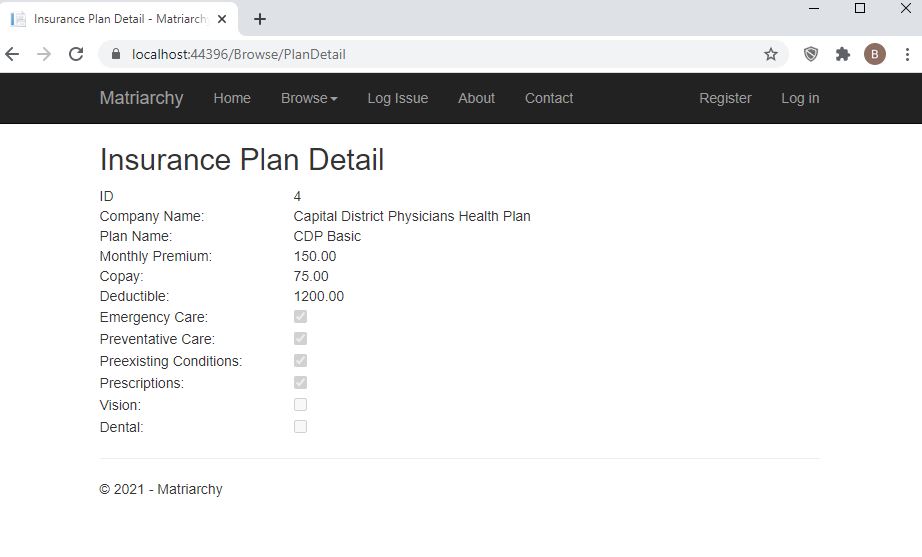 Insurance Plan Detail - Matriarch
localhost:44396/Browse/PlanDetail
B
Matriarchy Home Browse Log Issue About Contact Register Log in
Insurance Plan Detail
ID 4
Company Name: Capital District Physicians Health Plan
Plan Name: CDP Basic
Monthly Premium: 150.00
Copay: 75.00
Deductible: 1200.00
Emergency Care:
Preventative Care:
Preexisting Conditions:
Prescriptions:
Vision:
Dental:
© 2021 - Matriarchy